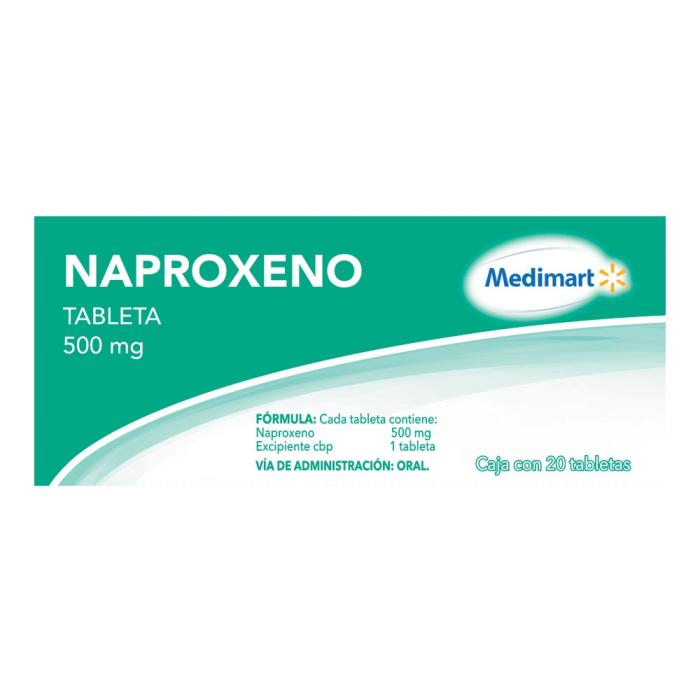 NAPROXENO
Medimart
TABLETA
500 mg
FÓRMULA: Cada tableta contiene:
Naproxeno 500 mg
Excipiente cbp 1 tableta
VÍA DE ADMINISTRACIÓN: ORAL.
Caja con 20 tabletas